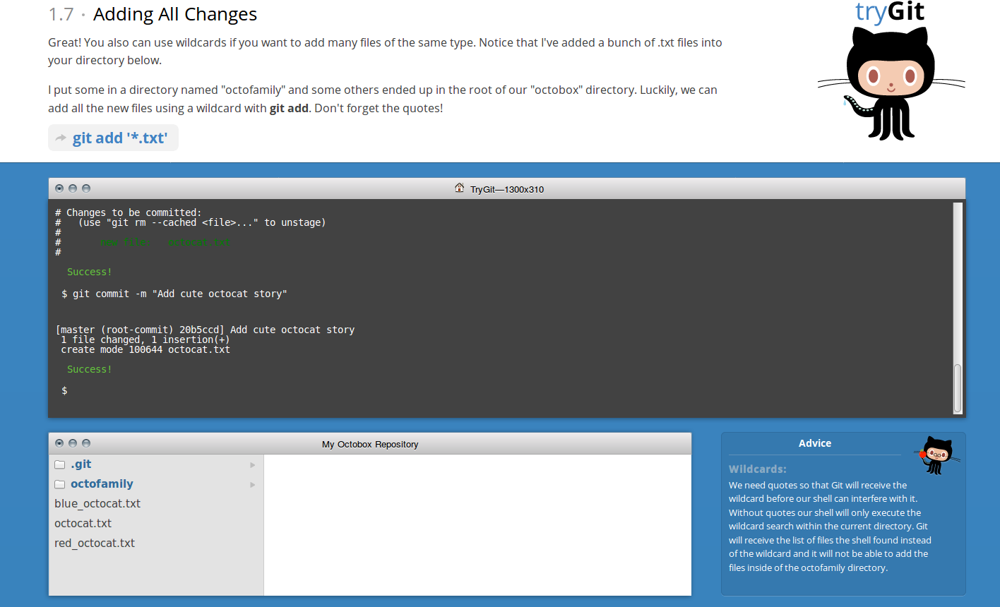 1.7 · Adding All Changes
tryGit
Great! You also can use wildcards if you want to add many files of the same type. Notice that I've added a bunch of .txt files into
your directory below.
I put some in a directory named "octofamily" and some others ended up in the root of our "octobox" directory. Luckily, we can
add all the new files using a wildcard with git add. Don't forget the quotes!
git add '*.txt'
TryGit—1300x310
# Changes to be committed:
#   (use "git rm --cached <file>..." to unstage)
#
#       new file:   octocat.txt
#
Success!
$ git commit -m "Add cute octocat story"
[master (root-commit) 20b5ccd] Add cute octocat story
1 file changed, 1 insertion(+)
create mode 100644 octocat.txt
Success!
$
My Octobox Repository
.git
octofamily
blue_octocat.txt
octocat.txt
red_octocat.txt
Advice
Wildcards:
We need quotes so that Git will receive the
wildcard before our shell can interfere with it.
Without quotes our shell will only execute the
wildcard search within the current directory. Git
will receive the list of files the shell found instead
of the wildcard and it will not be able to add the
files inside of the octofamily directory.